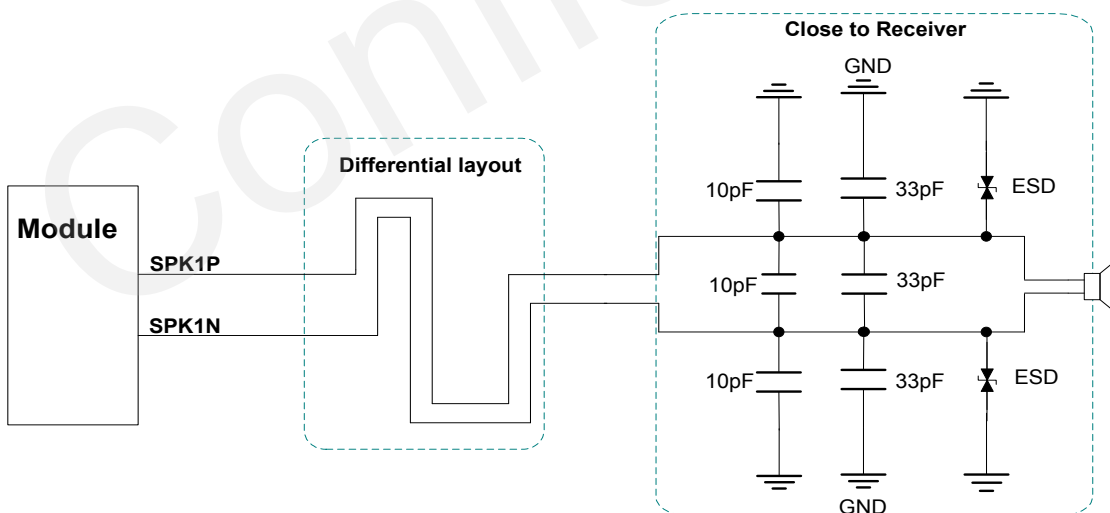 Close to Receiver
GND
10pF
33pF
ESD
Differential layout
Module
SPK1P
SPK1N
10pF
33pF
10pF
33pF
ESD
GND